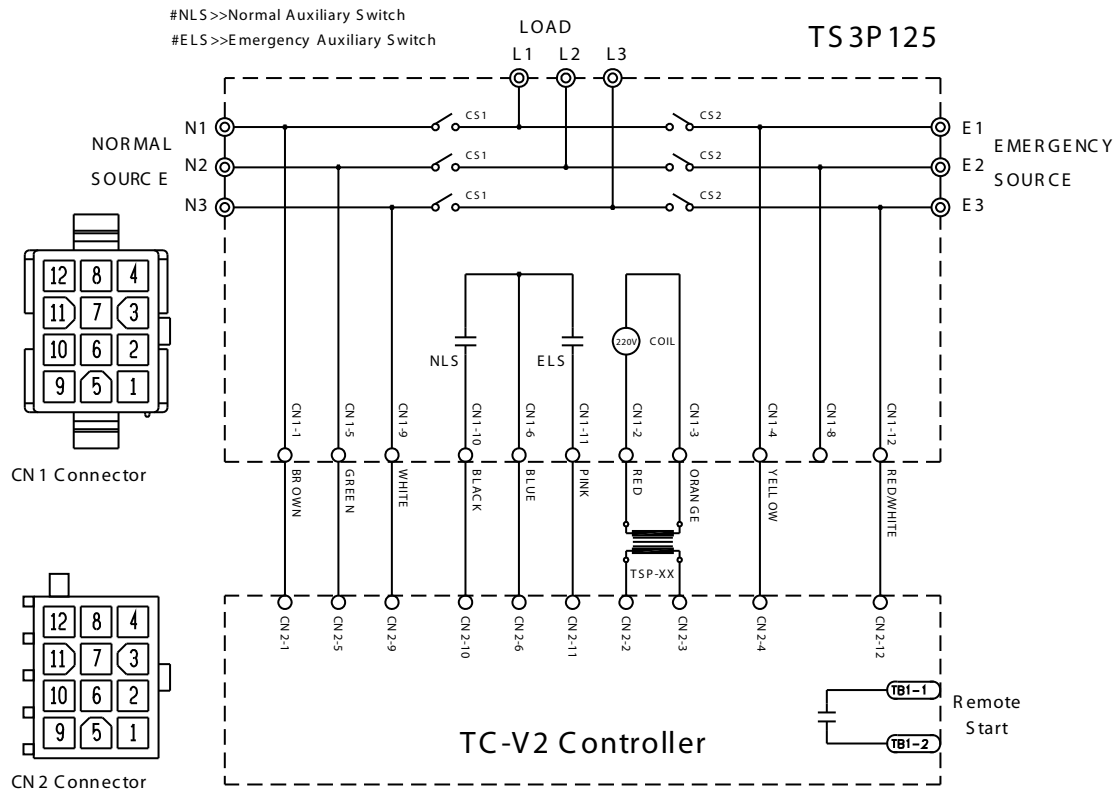 #NLS>>Normal Auxiliary Switch
#ELS>>Emergency Auxiliary Switch
LOAD
TS3P125
L1 L2 L3
N1 CS1 CS2 E1
NORMAL SOURCE
N2 CS1 CS2 E2
EMERGENCY SOURCE
N3 CS1 CS2 E3
12 8 4
11 7 3
10 6 2
9 5 1
CN1 Connector
NLS ELS 220V COIL
CN1-1 CN1-5 CN1-9 CN1-10 CN1-6 CN1-11 CN1-2 CN1-3 CN1-4 CN1-8 CN1-12
BROWN GREEN WHITE BLACK BLUE PINK RED ORANGE YELLOW RED/WHITE
TSP-XX
CN2-1 CN2-5 CN2-9 CN2-10 CN2-6 CN2-11 CN2-2 CN2-3 CN2-4 CN2-12
12 8 4
11 7 3
10 6 2
9 5 1
CN2 Connector
TC-V2 Controller
TB1-1
TB1-2
Remote
Start